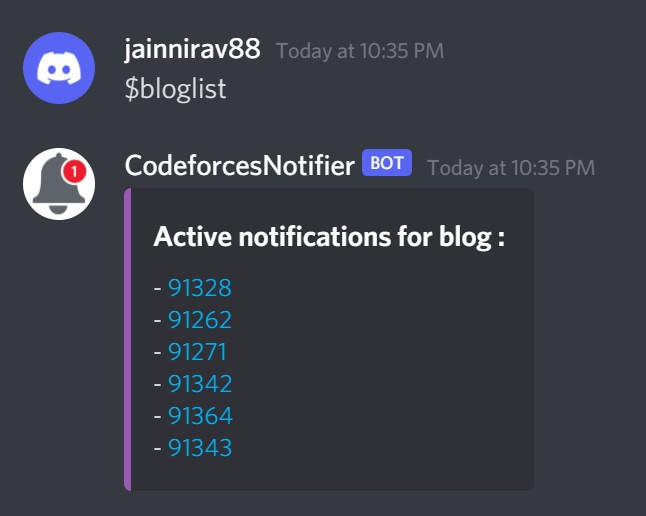 jainnirav88 Today at 10:35 PM
$bloglist
1
CodeforcesNotifier BOT Today at 10:35 PM
Active notifications for blog :
- 91328
- 91262
- 91271
- 91342
- 91364
- 91343